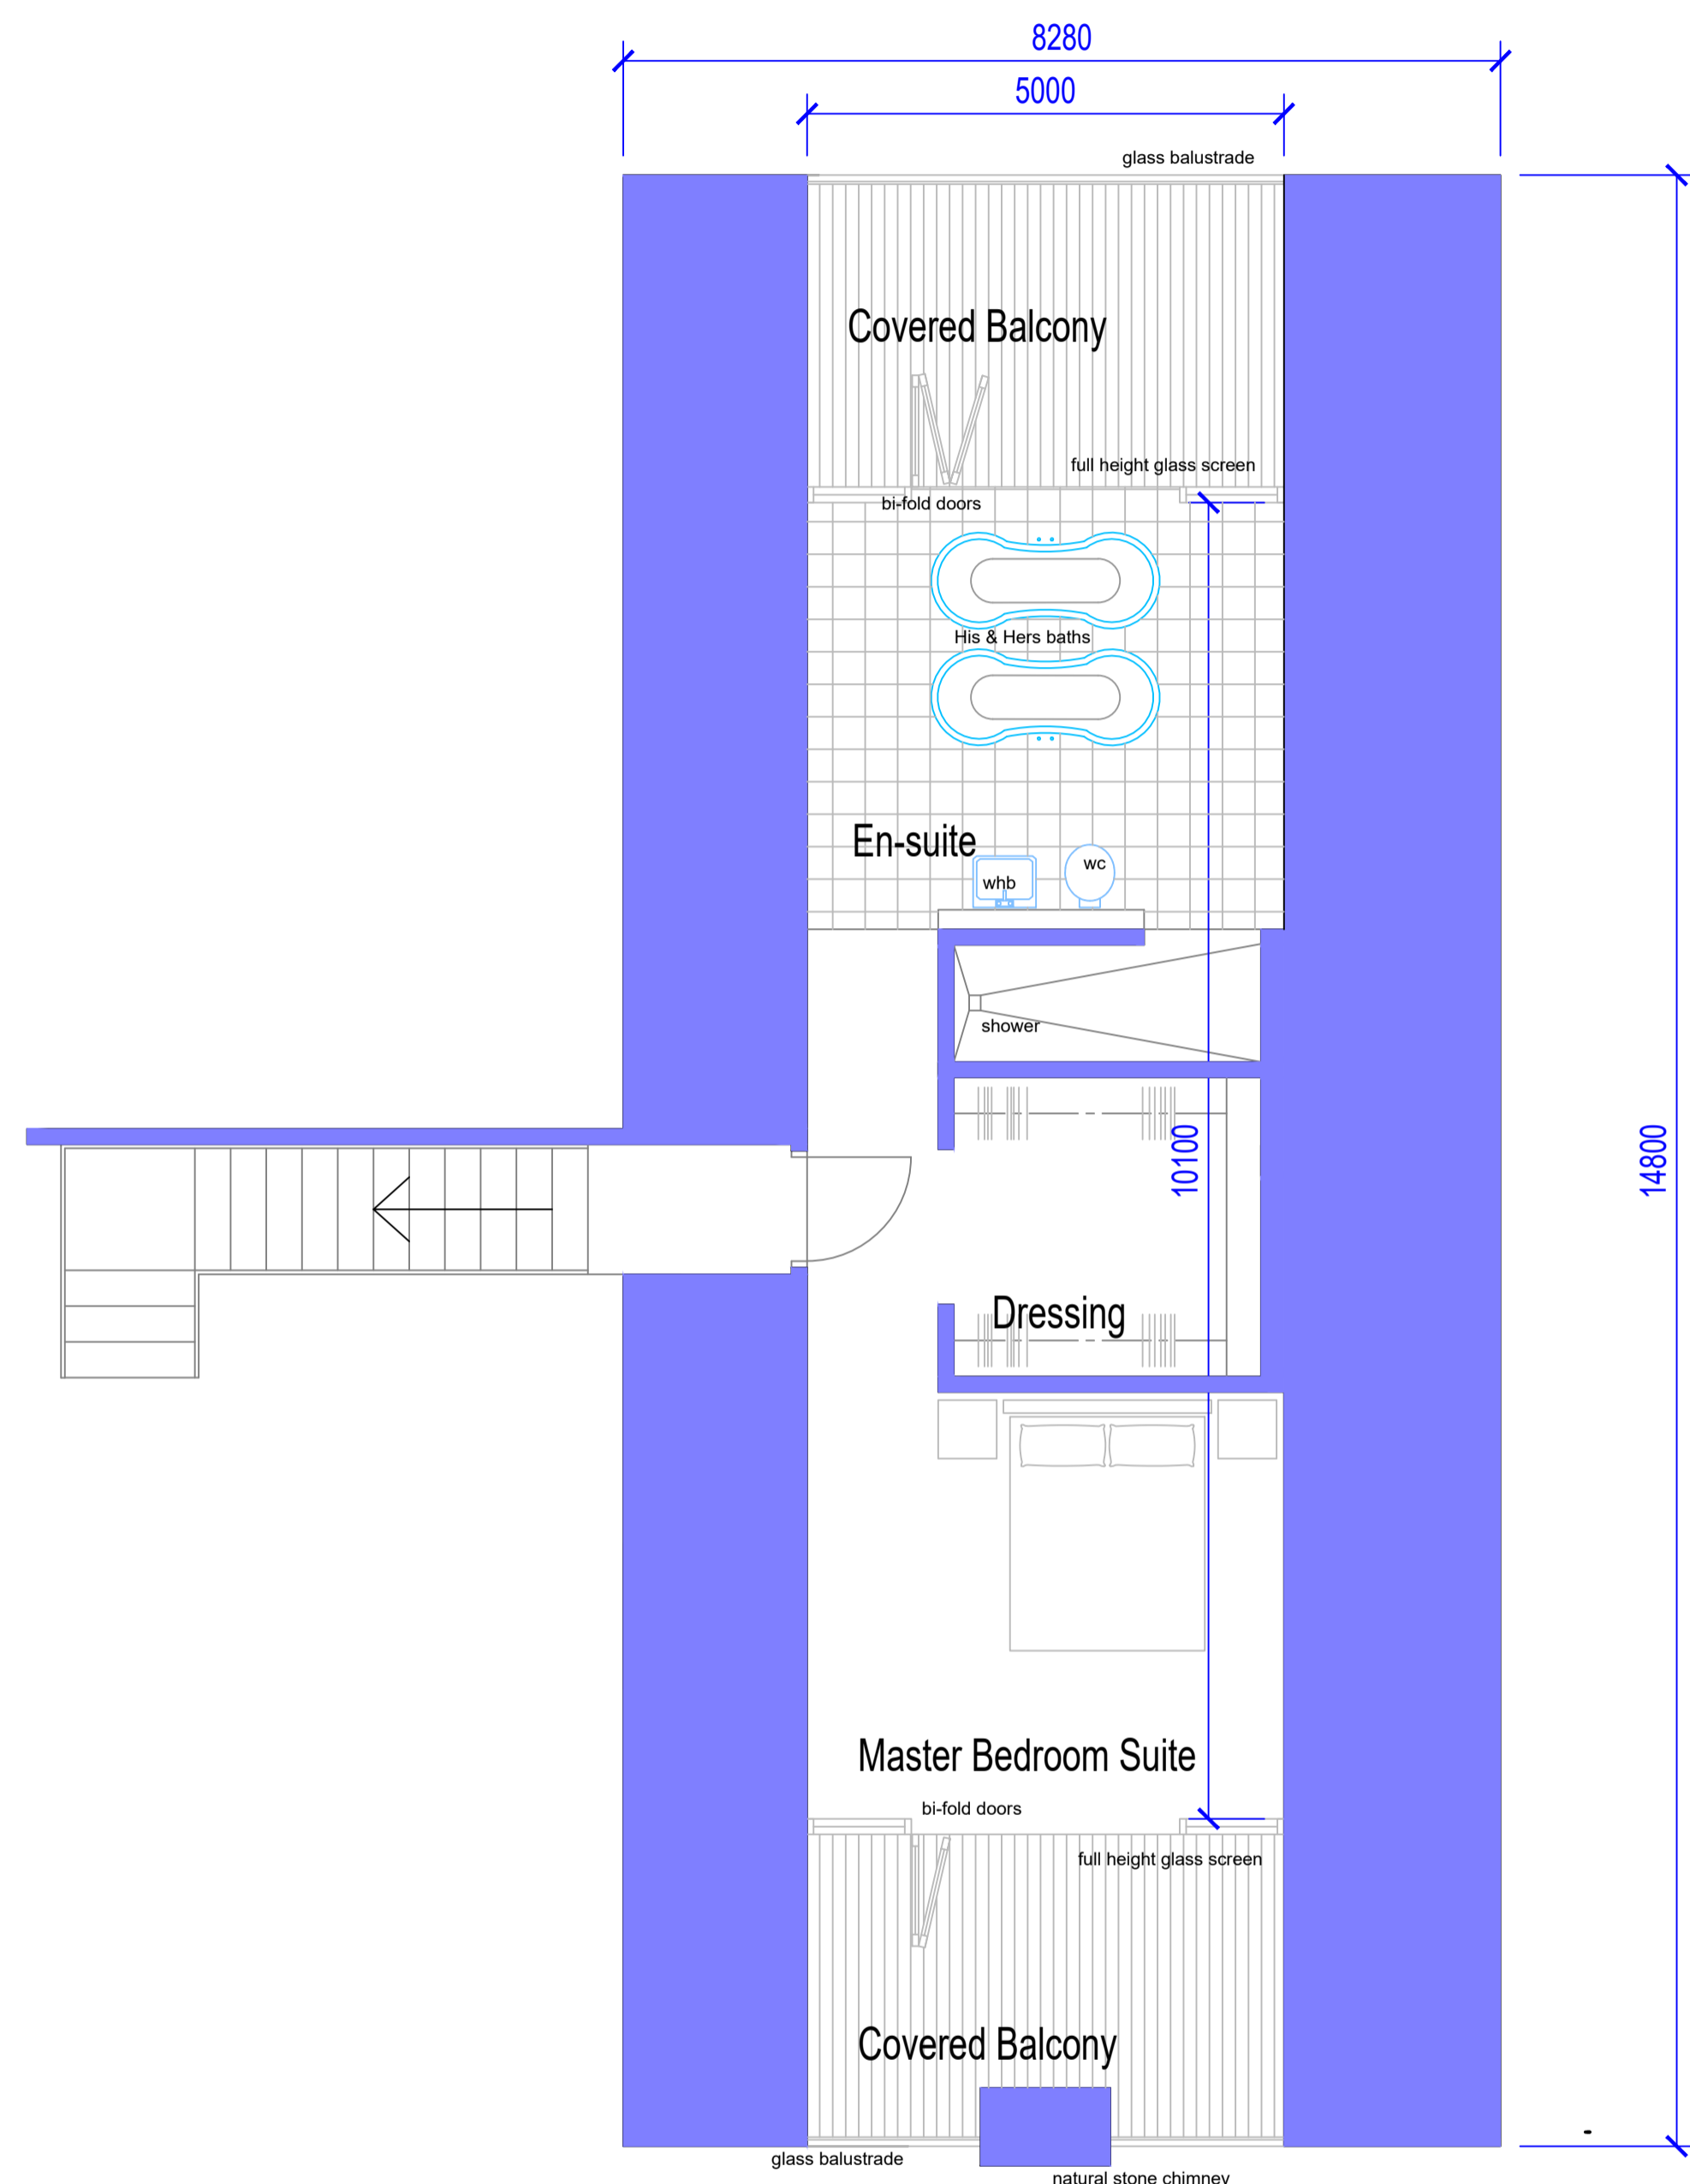 8280
5000
glass balustrade
Covered Balcony
full height glass screen
bi-fold doors
His & Hers baths
En-suite
wc
whb
shower
10100
14800
Dressing
Master Bedroom Suite
bi-fold doors
full height glass screen
Covered Balcony
glass balustrade
natural stone chimney